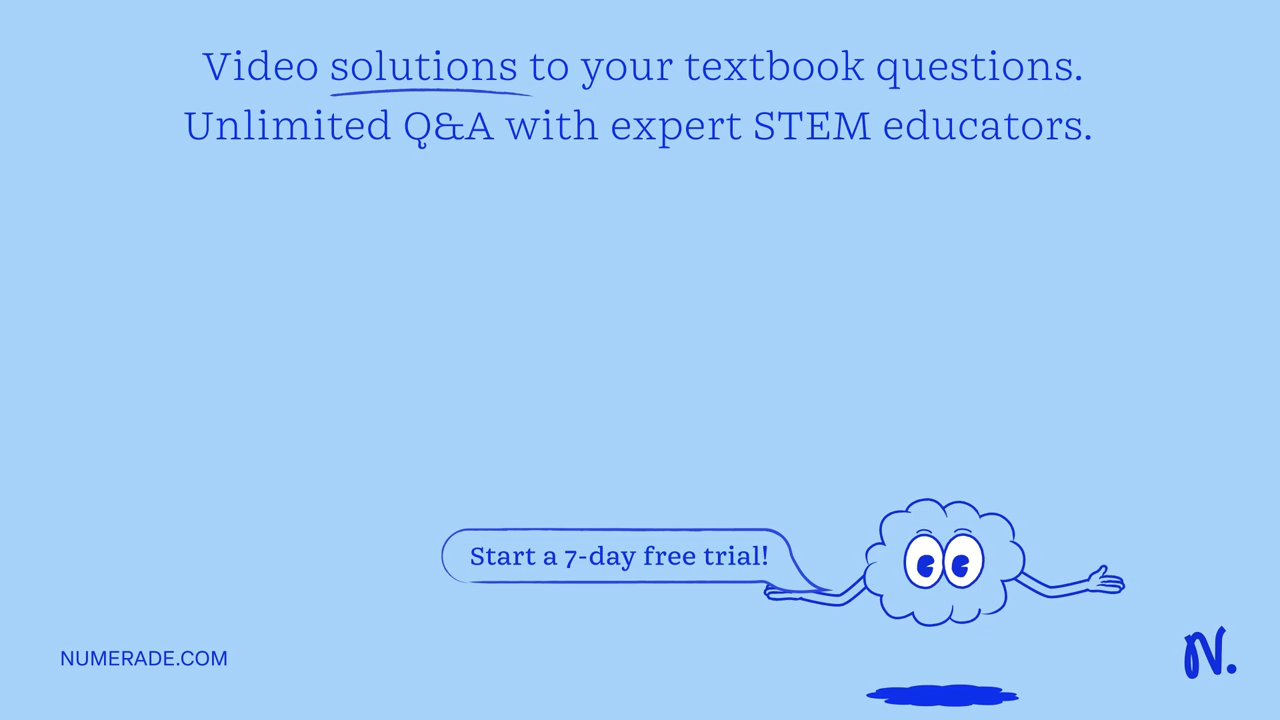 Video solutions to your textbook questions.
Unlimited Q&A with expert STEM educators.
Start a 7-day free trial!
NUMERADE.COM
N.